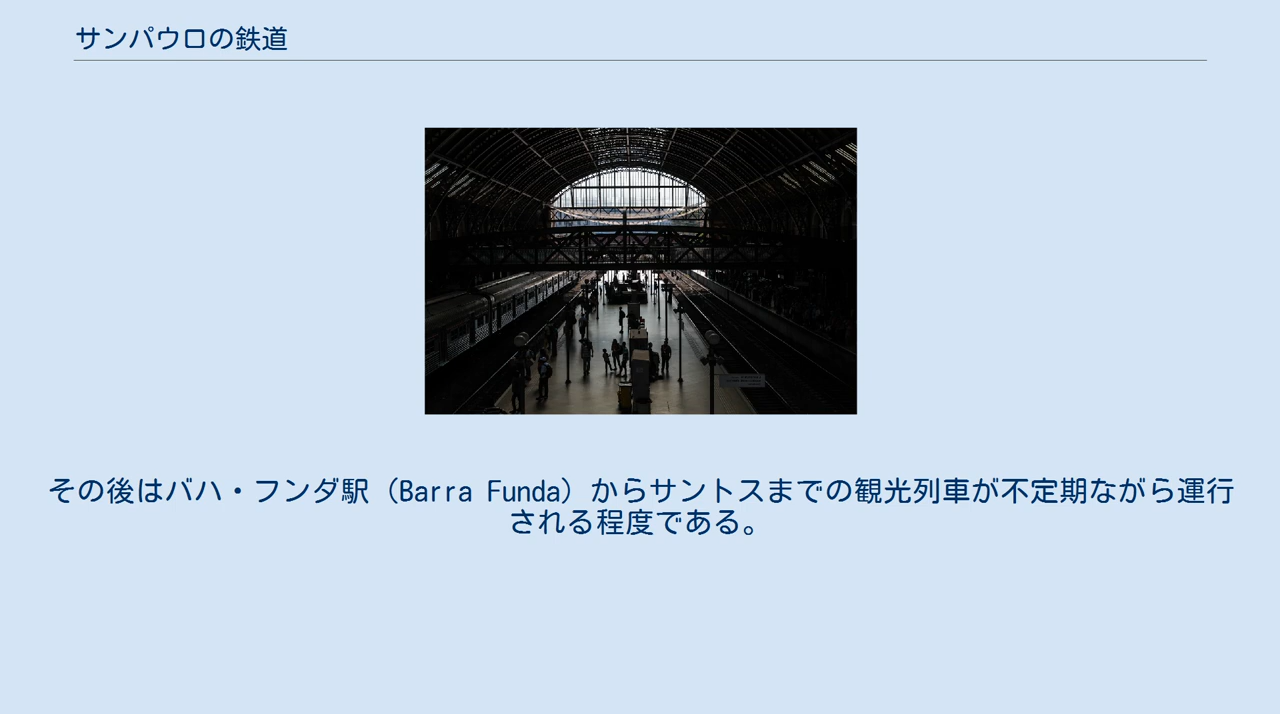 サンパウロの鉄道
その後はバハ・フンダ駅（Barra Funda）からサントスまでの観光列車が不定期ながら運行
される程度である。